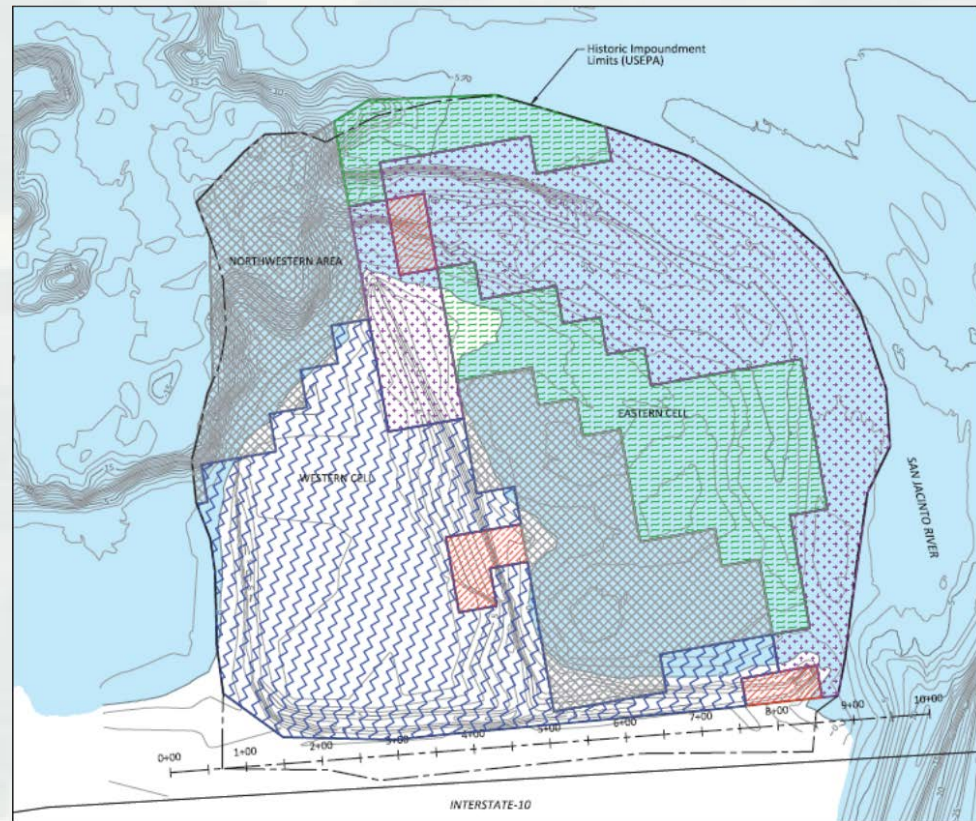 Historic Impoundment
Limits (USEPA)
NORTHWESTERN AREA
EASTERN CELL
WESTERN CELL
SAN JACINTO RIVER
0+00
1+00
2+00
3+00
4+00
5+00
6+00
7+00
8+00
9+00
10+00
INTERSTATE-10